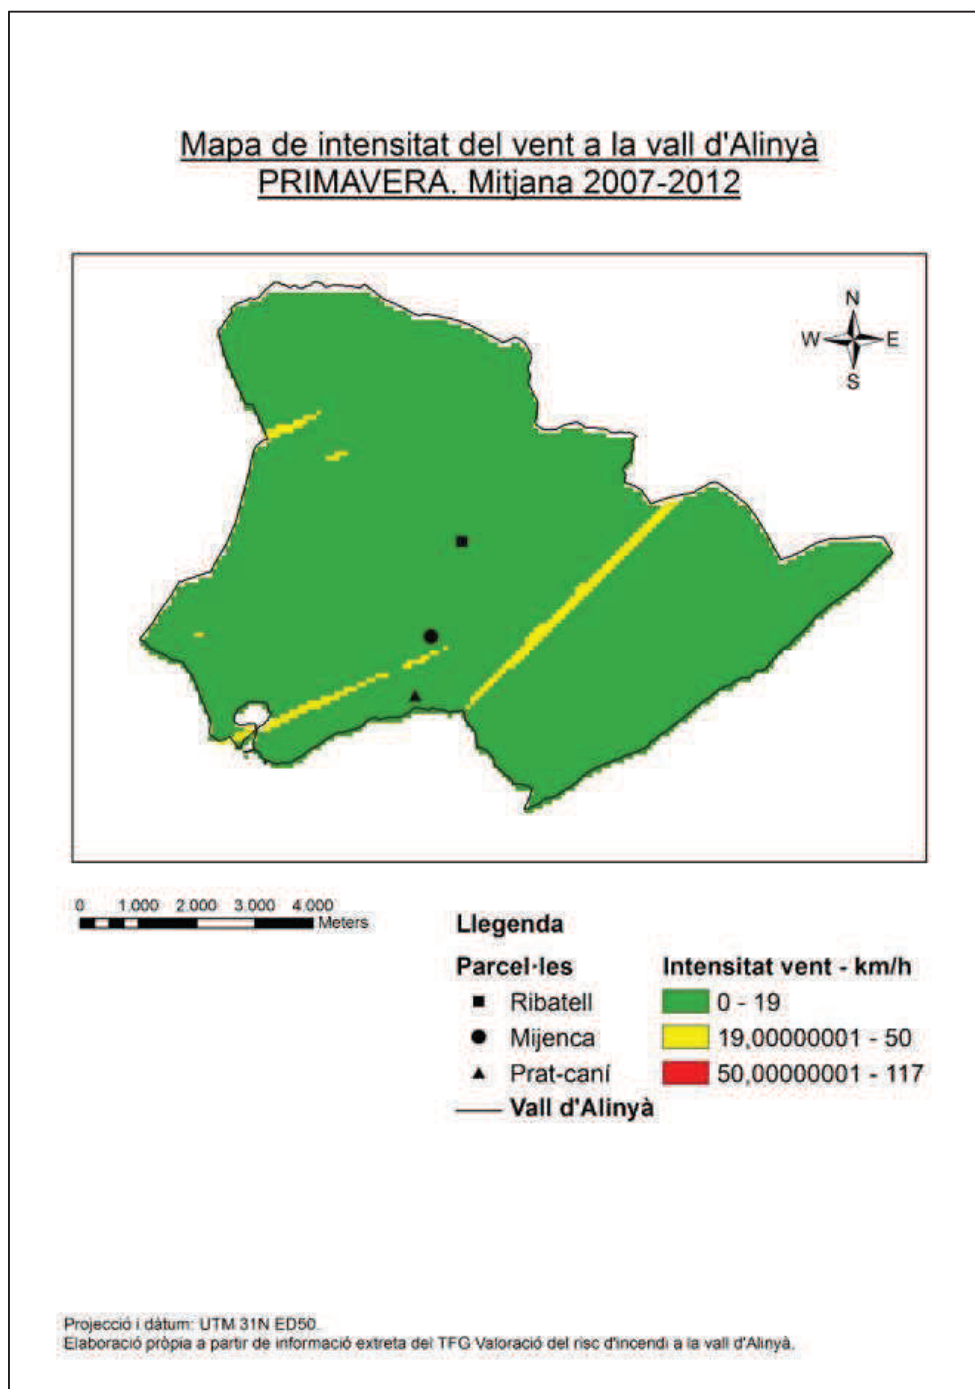 Mapa de intensitat del vent a la vall d'Alinyà
PRIMAVERA. Mitjana 2007-2012
N
W E
S
0 1.000 2.000 3.000 4.000
Meters
Llegenda
Parcel·les
Ribatell
Mijenca
Prat-caní
Vall d'Alinyà
Intensitat vent - km/h
0 - 19
19,00000001 - 50
50,00000001 - 117
Projecció i dàtum: UTM 31N ED50.
Elaboració pròpia a partir de informació extreta del TFG Valoració del risc d'incendi a la vall d'Alinyà.